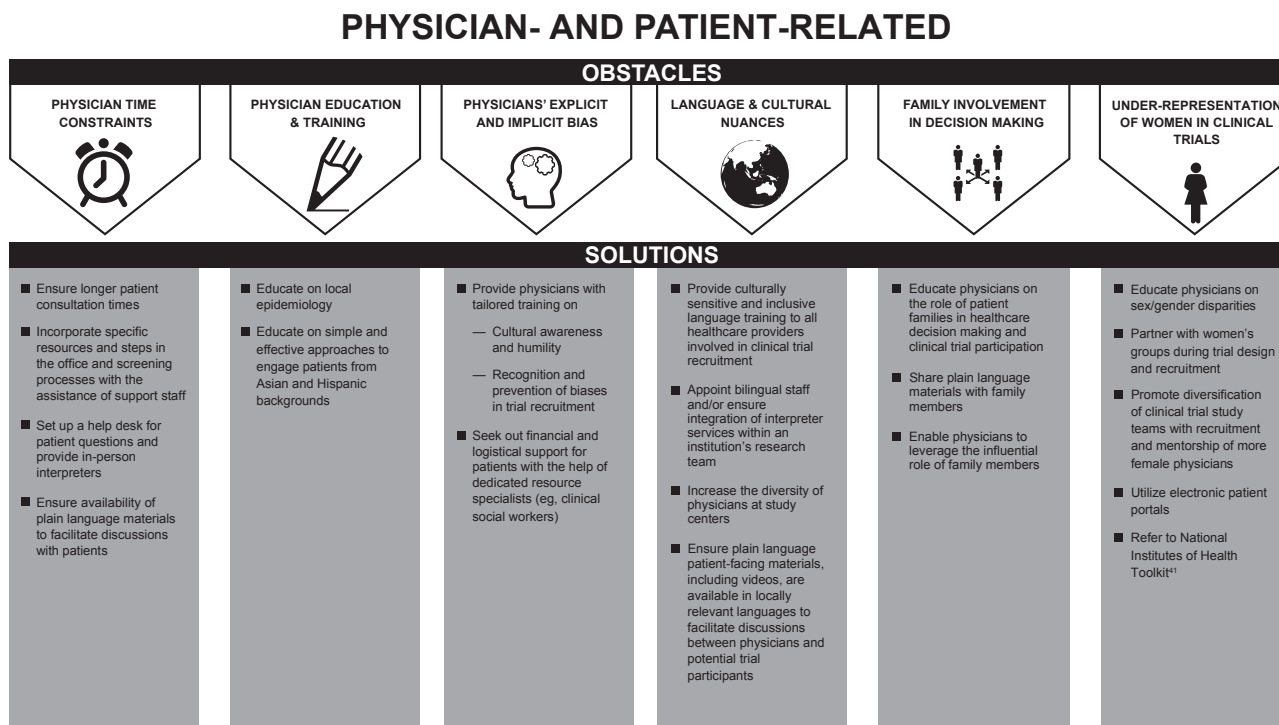 PHYSICIAN- AND PATIENT-RELATED
OBSTACLES
PHYSICIAN TIME
CONSTRAINTS
PHYSICIAN EDUCATION
& TRAINING
PHYSICIANS' EXPLICIT
AND IMPLICIT BIAS
LANGUAGE & CULTURAL
NUANCES
FAMILY INVOLVEMENT
IN DECISION MAKING
UNDER-REPRESENTATION
OF WOMEN IN CLINICAL
TRIALS
SOLUTIONS
■ Ensure longer patient
consultation times
■ Incorporate specific
resources and steps in
the office and screening
processes with the
assistance of support staff
■ Set up a help desk for
patient questions and
provide in-person
interpreters
■ Ensure availability of
plain language materials
to facilitate discussions
with patients
■ Educate on local
epidemiology
■ Educate on simple and
effective approaches to
engage patients from
Asian and Hispanic
backgrounds
■ Provide physicians with
tailored training on
— Cultural awareness
and humility
— Recognition and
prevention of biases
in trial recruitment
■ Seek out financial and
logistical support for
patients with the help of
dedicated resource
specialists (eg, clinical
social workers)
■ Provide culturally
sensitive and inclusive
language training to all
healthcare providers
involved in clinical trial
recruitment
■ Appoint bilingual staff
and/or ensure
integration of interpreter
services within an
institution's research
team
■ Increase the diversity of
physicians at study
centers
■ Ensure plain language
patient-facing materials,
including videos, are
available in locally
relevant languages to
facilitate discussions
between physicians and
potential trial
participants
■ Educate physicians on
the role of patient
families in healthcare
decision making and
clinical trial participation
■ Share plain language
materials with family
members
■ Enable physicians to
leverage the influential
role of family members
■ Educate physicians on
sex/gender disparities
■ Partner with women's
groups during trial design
and recruitment
■ Promote diversification
of clinical trial study
teams with recruitment
and mentorship of more
female physicians
■ Utilize electronic patient
portals
■ Refer to National
Institutes of Health
Toolkit⁴¹